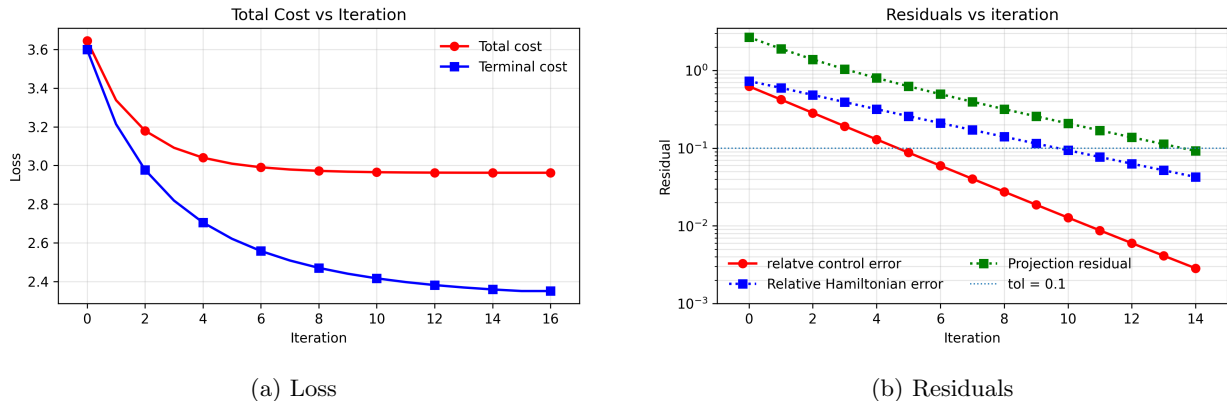 Total Cost vs Iteration
Loss
3.6
3.4
3.2
3.0
2.8
2.6
2.4
Total cost
Terminal cost
0 2 4 6 8 10 12 14 16
Iteration
(a) Loss
Residuals vs iteration
Residual
10⁰
10⁻¹
10⁻²
10⁻³
relatve control error
Relative Hamiltonian error
Projection residual
tol = 0.1
0 2 4 6 8 10 12 14
Iteration
(b) Residuals